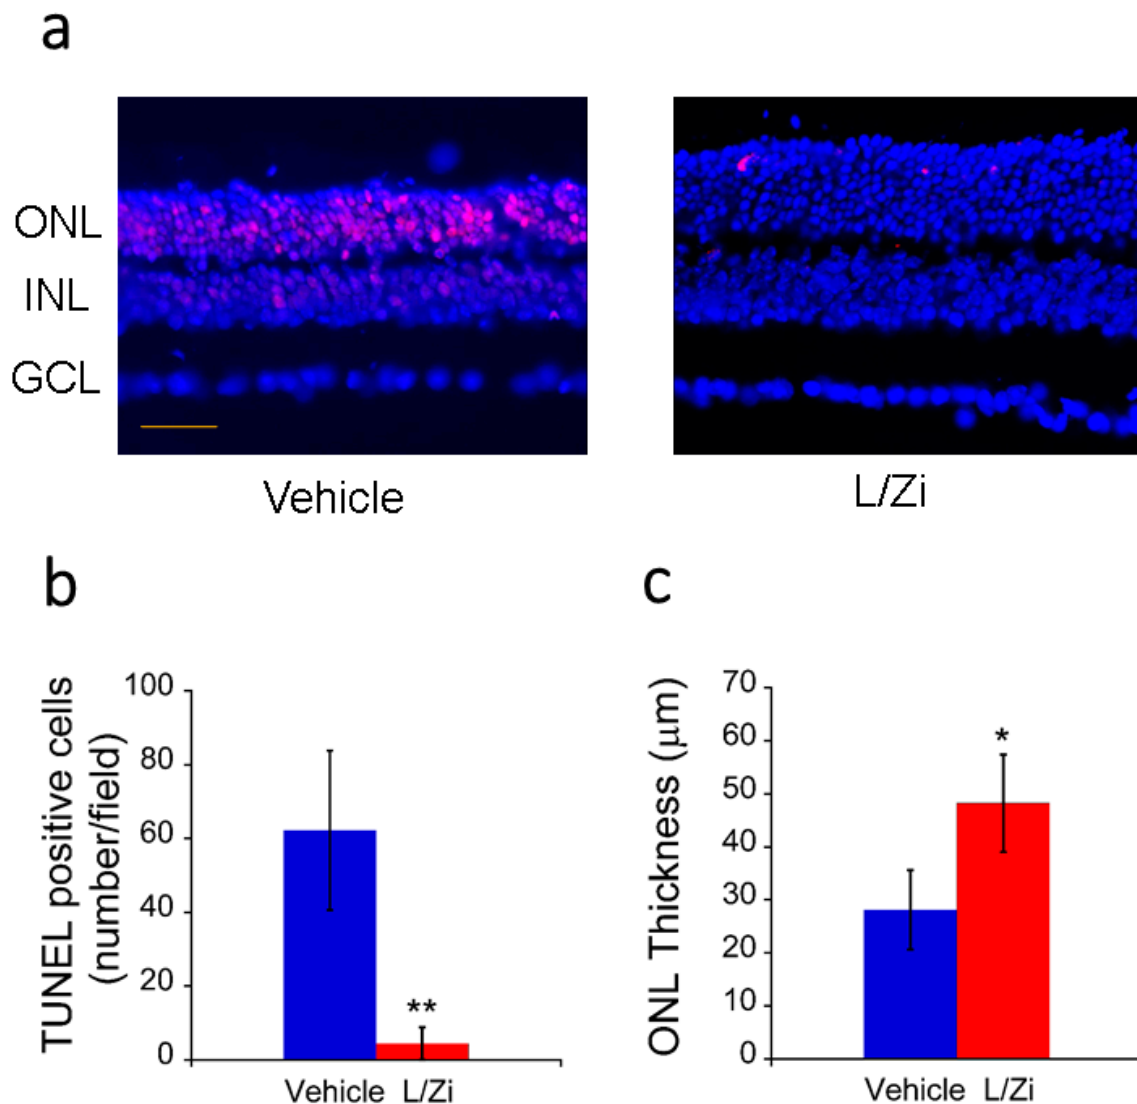 a
ONL
INL
GCL
Vehicle
L/Zi
b
TUNEL positive cells
(number/field)
100
80
60
40
20
0
**
Vehicle L/Zi
c
ONL Thickness (μm)
70
60
50
40
30
20
10
0
*
Vehicle L/Zi